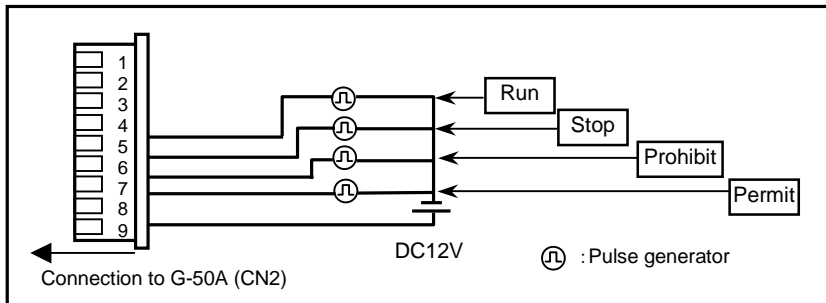 1
2
3
4
5
6
7
8
9
Run
Stop
Prohibit
Permit
DC12V
: Pulse generator
Connection to G-50A (CN2)